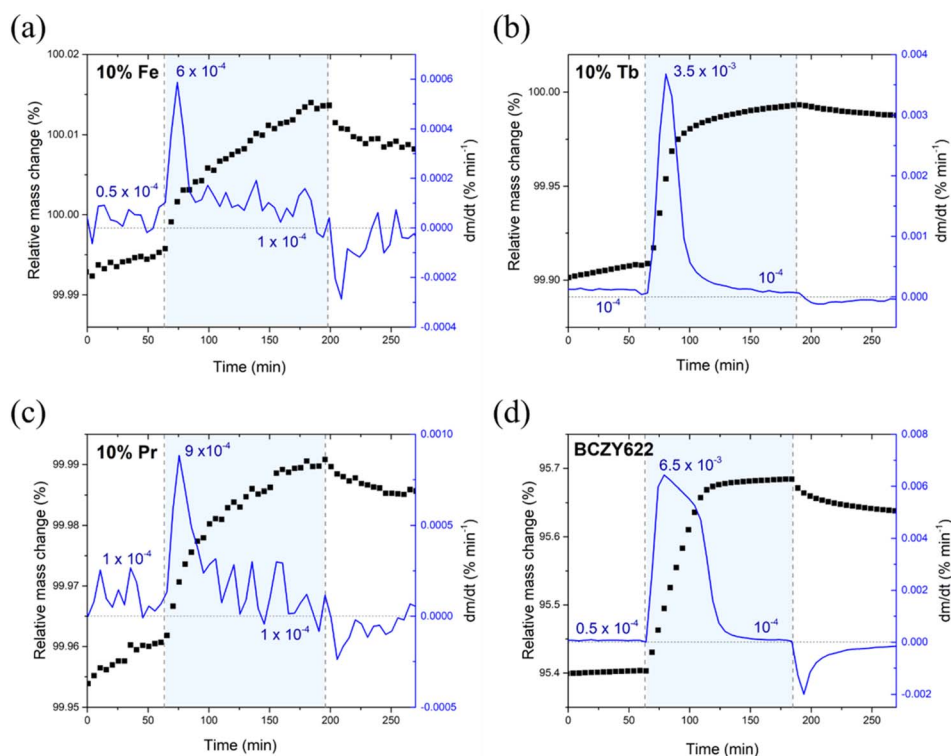 (a)
10% Fe
6 x 10⁻⁴
0.5 x 10⁻⁴
1 x 10⁻⁴
100.02
100.01
100.00
99.99
Relative mass change (%)
0.0006
0.0004
0.0002
0.0000
-0.0002
-0.0004
dm/dt (% min⁻¹)
0 50 100 150 200 250
Time (min)
(b)
10% Tb
3.5 x 10⁻³
10⁻⁴
10⁻⁴
100.00
99.95
99.90
Relative mass change (%)
0.004
0.003
0.002
0.001
0.000
dm/dt (% min⁻¹)
0 50 100 150 200 250
Time (min)
(c)
10% Pr
9 x10⁻⁴
1 x 10⁻⁴
1 x 10⁻⁴
99.99
99.98
99.97
99.96
99.95
Relative mass change (%)
0.0010
0.0005
0.0000
-0.0005
dm/dt (% min⁻¹)
0 50 100 150 200 250
Time (min)
(d)
BCZY622
6.5 x 10⁻³
0.5 x 10⁻⁴
10⁻⁴
95.7
95.6
95.5
95.4
Relative mass change (%)
0.008
0.006
0.004
0.002
0.000
-0.002
dm/dt (% min⁻¹)
0 50 100 150 200 250
Time (min)